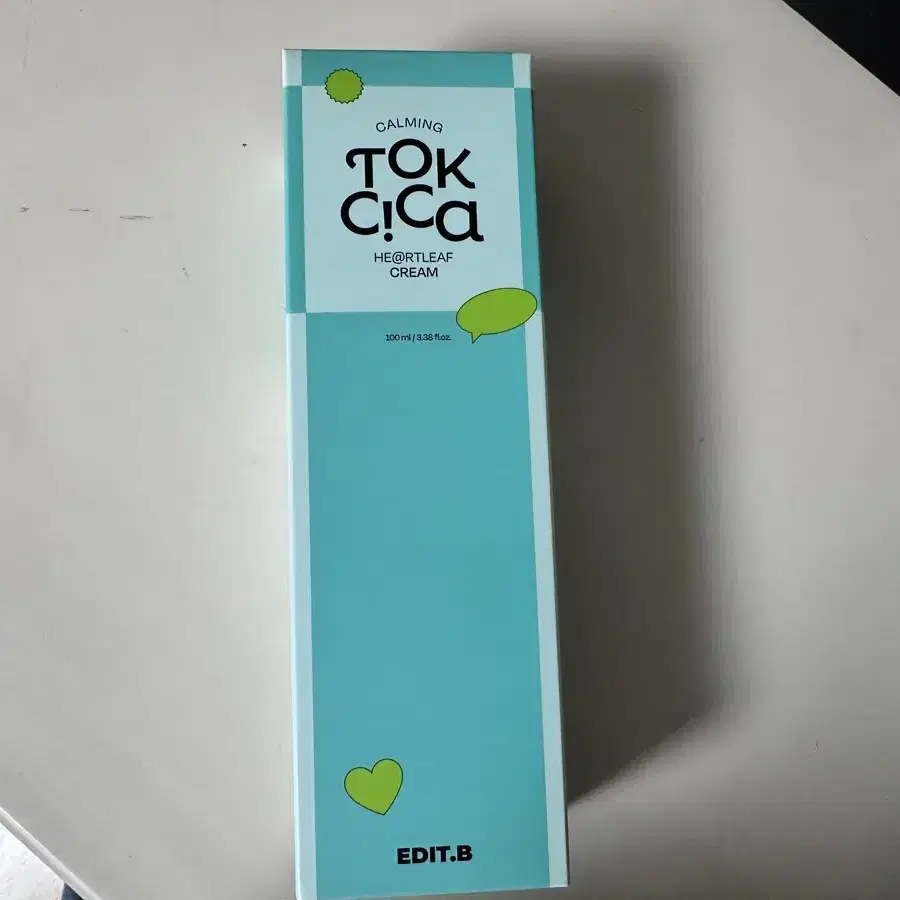 CALMING
TOK
C!Ca
HE@RTLEAF
CREAM
100 ml / 3.38 fl.oz.
EDIT.B